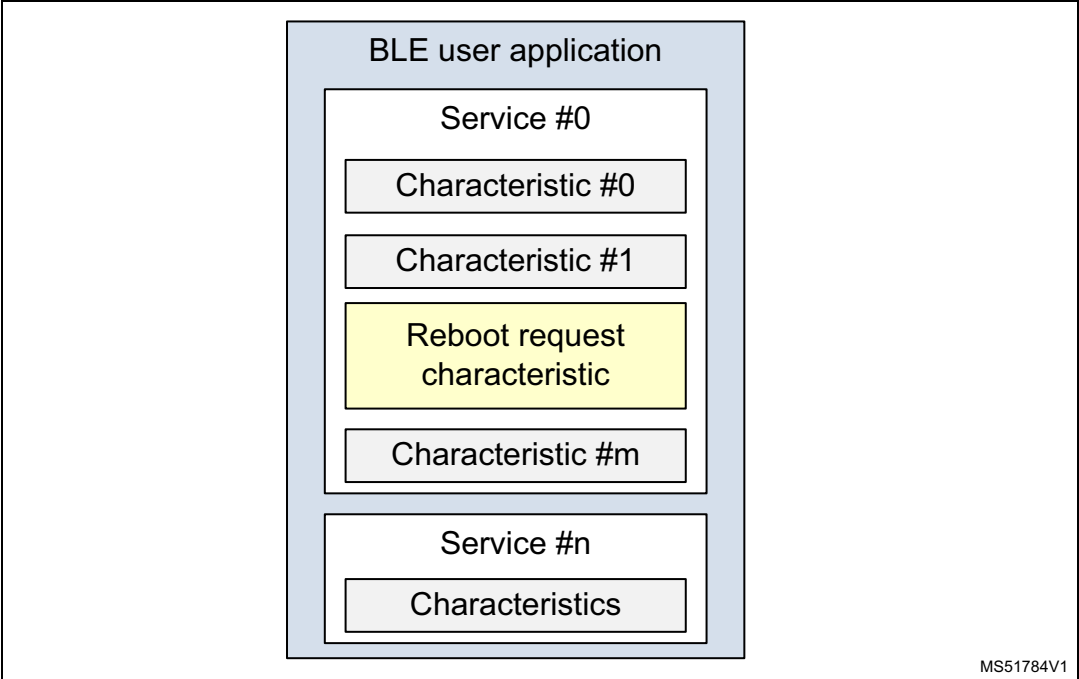 BLE user application
Service #0
Characteristic #0
Characteristic #1
Reboot request
characteristic
Characteristic #m
Service #n
Characteristics
MS51784V1